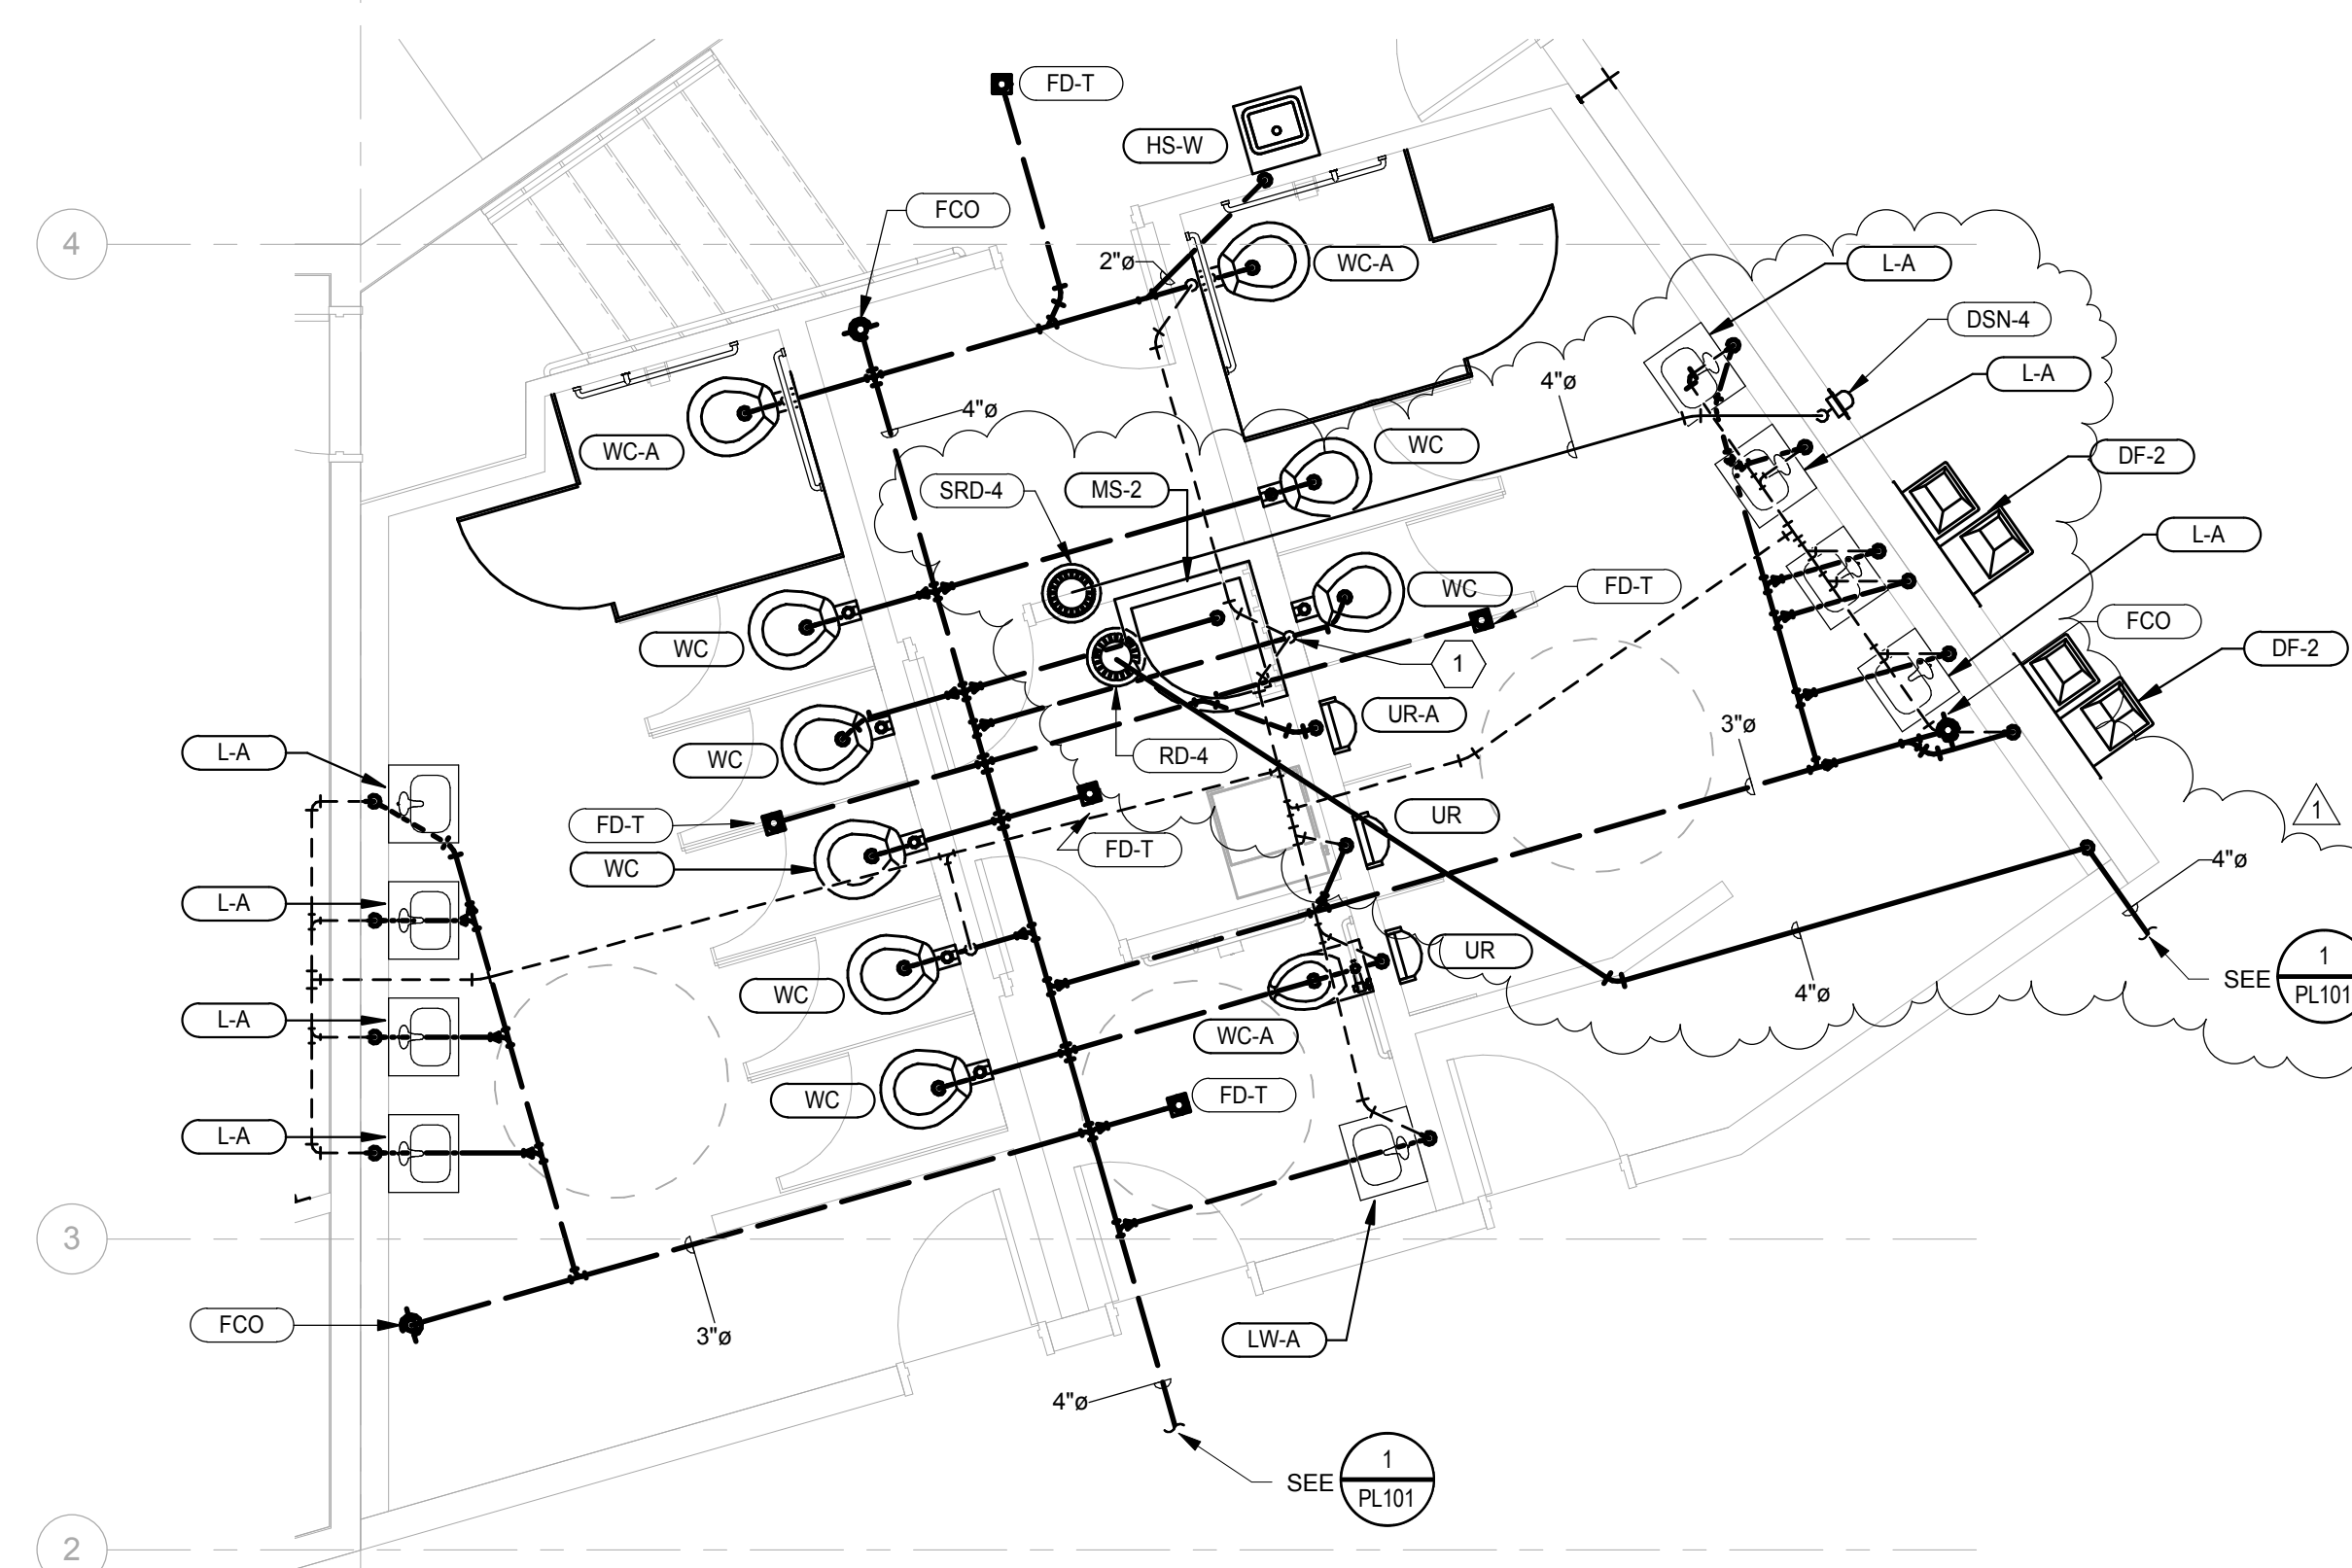 FD-T
HS-W
FCO
4
2"ø
WC-A
L-A
DSN-4
L-A
4"ø
4"ø
WC-A
WC
DF-2
SRD-4
MS-2
L-A
WC
FD-T
FCO
WC
1
DF-2
UR-A
3"ø
L-A
WC
RD-4
1
UR
FD-T
FD-T
WC
4"ø
L-A
UR
1
SEE
PL101
WC
4"ø
L-A
WC-A
WC
FD-T
L-A
3
FCO
3"ø
LW-A
4"ø
1
SEE
PL101
2